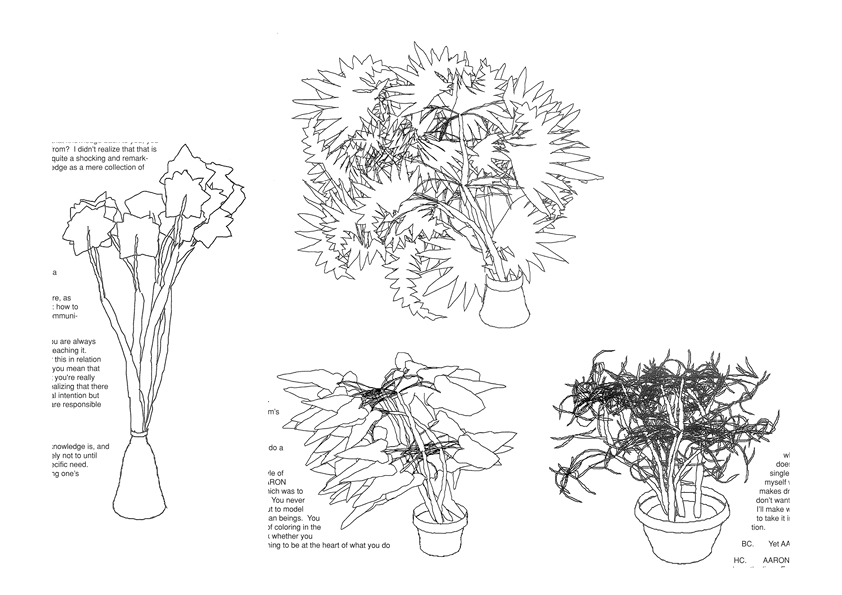 rom? I didn't realize that that is
quite a shocking and remark-
edge as a mere collection of
a
re, as
how to
ommuni-
ou are always
eaching it.
this in relation
you mean that
you're really
alizing that there
al intention but
are responsible
knowledge is, and
ely not to until
ecific need.
ng one's
m's
do a
le of
ARON
hich was to
You never
ut to model
an beings. You
of coloring in the
whether you
ning to be at the heart of what you do
w
does
single
myself
makes dr
don't want
I'll make w
to take it i
tion.
BC. Yet AA
HC. AARON